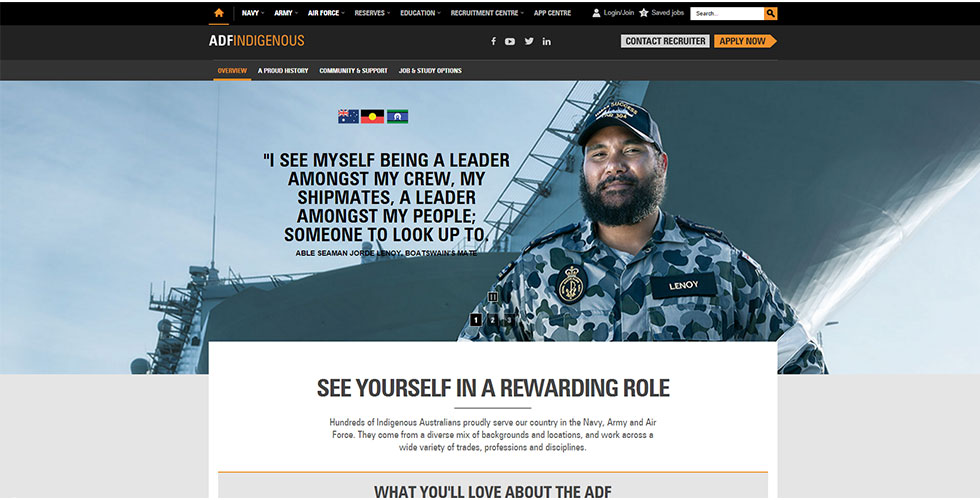 NAVY ARMY AIR FORCE RESERVES EDUCATION RECRUITMENT CENTRE APP CENTRE Login/Join Saved jobs Search...
ADFINDIGENOUS CONTACT RECRUITER APPLY NOW
OVERVIEW A PROUD HISTORY COMMUNITY & SUPPORT JOB & STUDY OPTIONS
"I SEE MYSELF BEING A LEADER
AMONGST MY CREW, MY
SHIPMATES, A LEADER
AMONGST MY PEOPLE;
SOMEONE TO LOOK UP TO.
ABLE SEAMAN JORDE LENOY, BOATSWAIN'S MATE
SUCCESS
304
LENOY
1 2 3
SEE YOURSELF IN A REWARDING ROLE
Hundreds of Indigenous Australians proudly serve our country in the Navy, Army and Air
Force. They come from a diverse mix of backgrounds and locations, and work across a
wide variety of trades, professions and disciplines.
WHAT YOU'LL LOVE ABOUT THE ADF